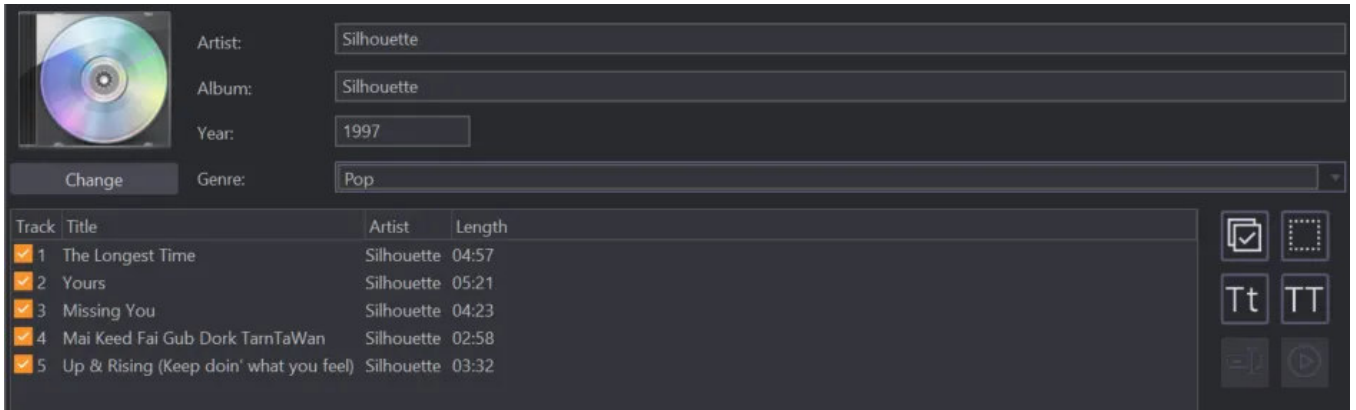 Artist: Silhouette
Album: Silhouette
Year: 1997
Change Genre: Pop
Track Title Artist Length
1 The Longest Time Silhouette 04:57
2 Yours Silhouette 05:21
3 Missing You Silhouette 04:23
4 Mai Keed Fai Gub Dork TarnTaWan Silhouette 02:58
5 Up & Rising (Keep doin' what you feel) Silhouette 03:32
Tt TT